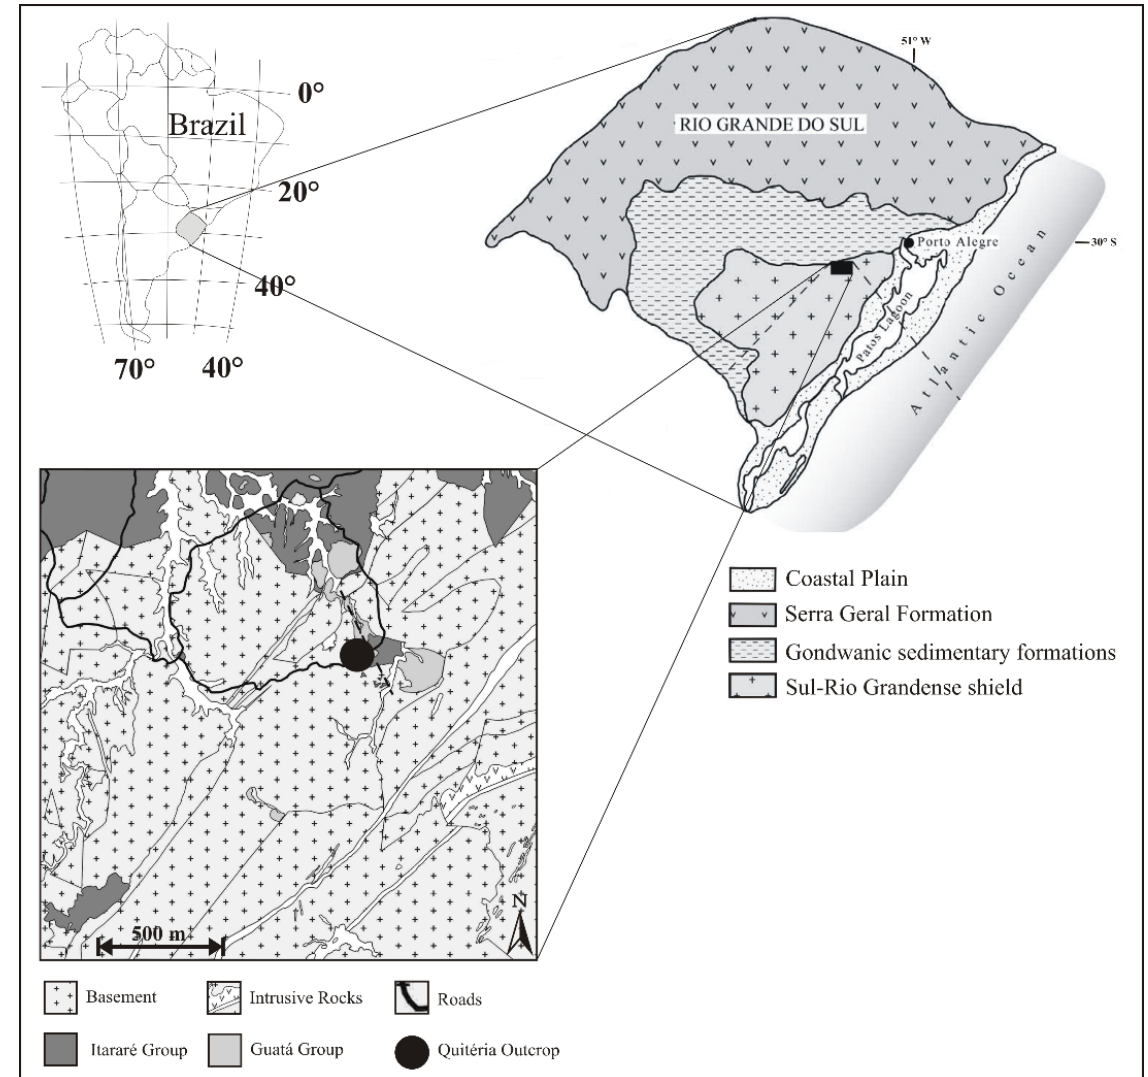 0°
Brazil
20°
40°
70°
40°
51° W
RIO GRANDE DO SUL
Porto Alegre
30° S
Patos Lagoon
Atlantic Ocean
Coastal Plain
Serra Geral Formation
Gondwanic sedimentary formations
Sul-Rio Grandense shield
N
500 m
Basement
Intrusive Rocks
Roads
Itararé Group
Guatá Group
Quitéria Outcrop